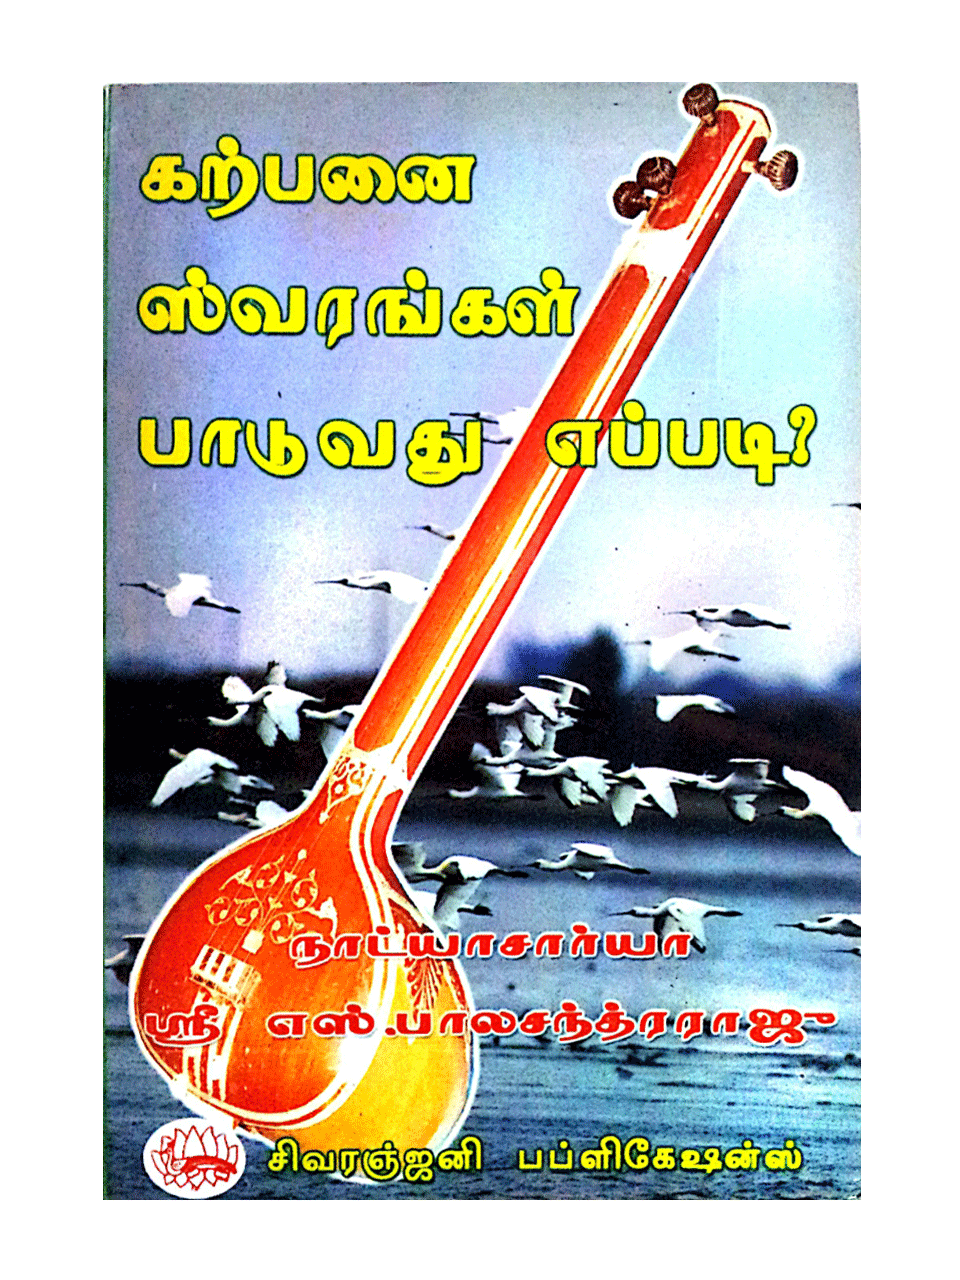 கற்பனை
ஸ்வரங்கள்
பாடுவது எப்படி?
நாட்யாசார்யா
ஸ்ரீ எஸ்.பாலசந்த்ரராஜு
சிவரஞ்ஜனி பப்ளிகேஷன்ஸ்